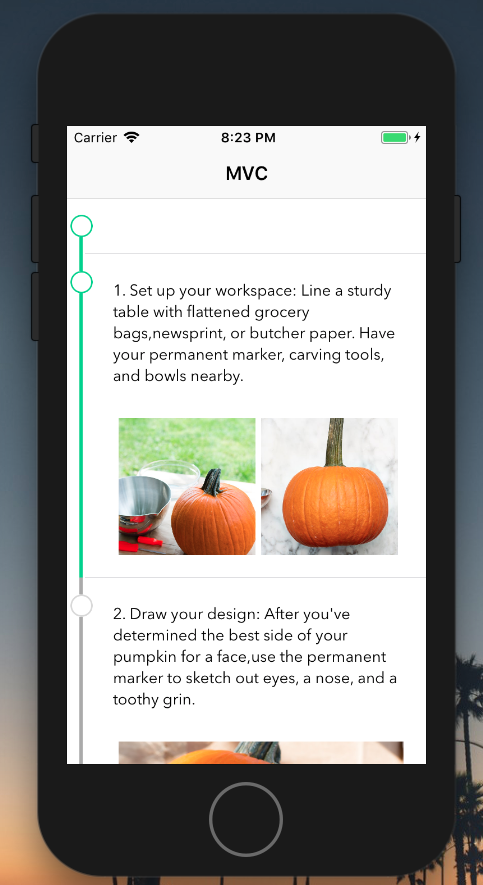 Carrier 8:23 PM
MVC
1. Set up your workspace: Line a sturdy
table with flattened grocery
bags,newsprint, or butcher paper. Have
your permanent marker, carving tools,
and bowls nearby.
2. Draw your design: After you've
determined the best side of your
pumpkin for a face,use the permanent
marker to sketch out eyes, a nose, and a
toothy grin.